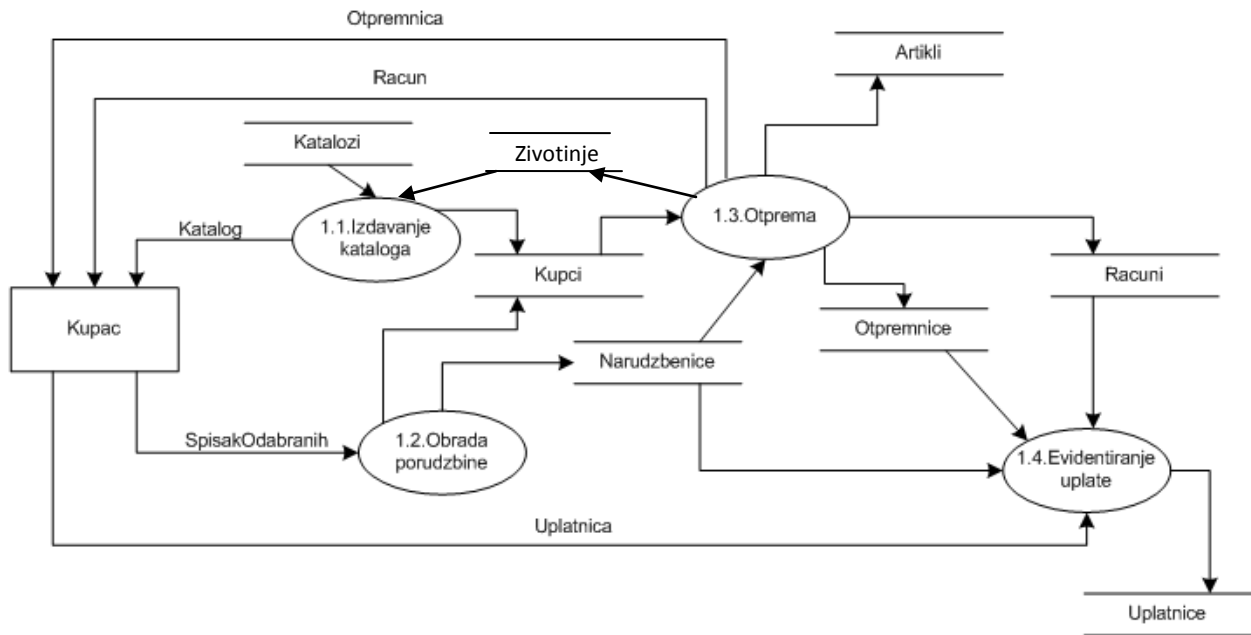 Otpremnica
Artikli
Racun
Katalozi
Zivotinje
1.3.Otprema
Katalog
1.1.Izdavanje
kataloga
Kupci
Racuni
Kupac
Otpremnice
Narudzbenice
SpisakOdabranih
1.2.Obrada
porudzbine
1.4.Evidentiranje
uplate
Uplatnica
Uplatnice